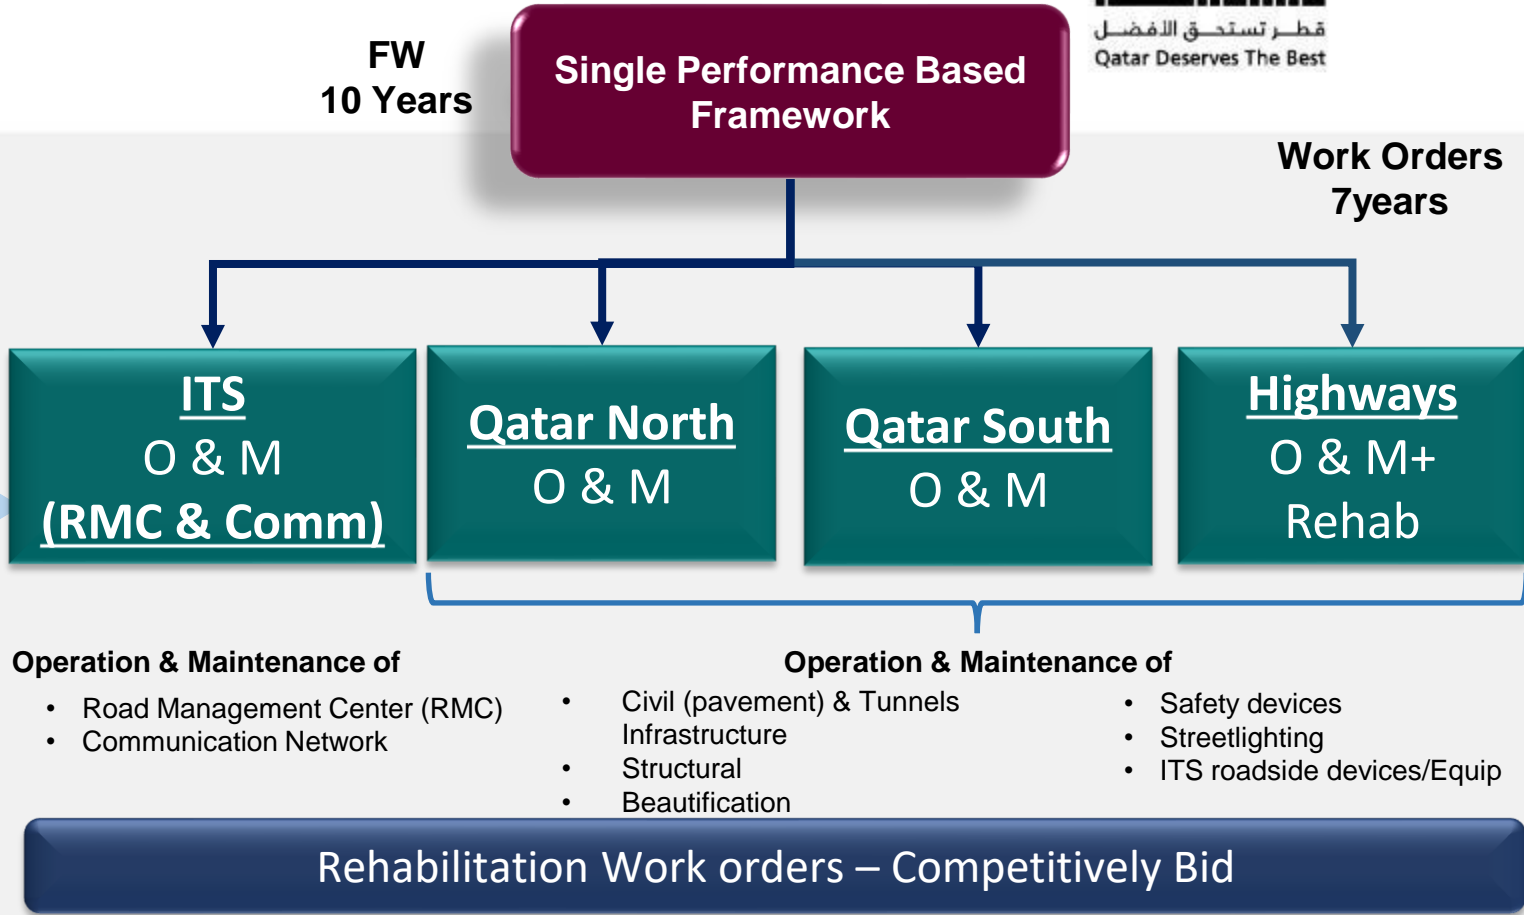 قطر تستحق الأفضل
Qatar Deserves The Best
FW
10 Years
Single Performance Based
Framework
Work Orders
7years
ITS
O & M
(RMC & Comm)
Qatar North
O & M
Qatar South
O & M
Highways
O & M+
Rehab
Operation & Maintenance of
• Road Management Center (RMC)
• Communication Network
Operation & Maintenance of
• Civil (pavement) & Tunnels
Infrastructure
• Structural
• Beautification
• Safety devices
• Streetlighting
• ITS roadside devices/Equip
Rehabilitation Work orders – Competitively Bid